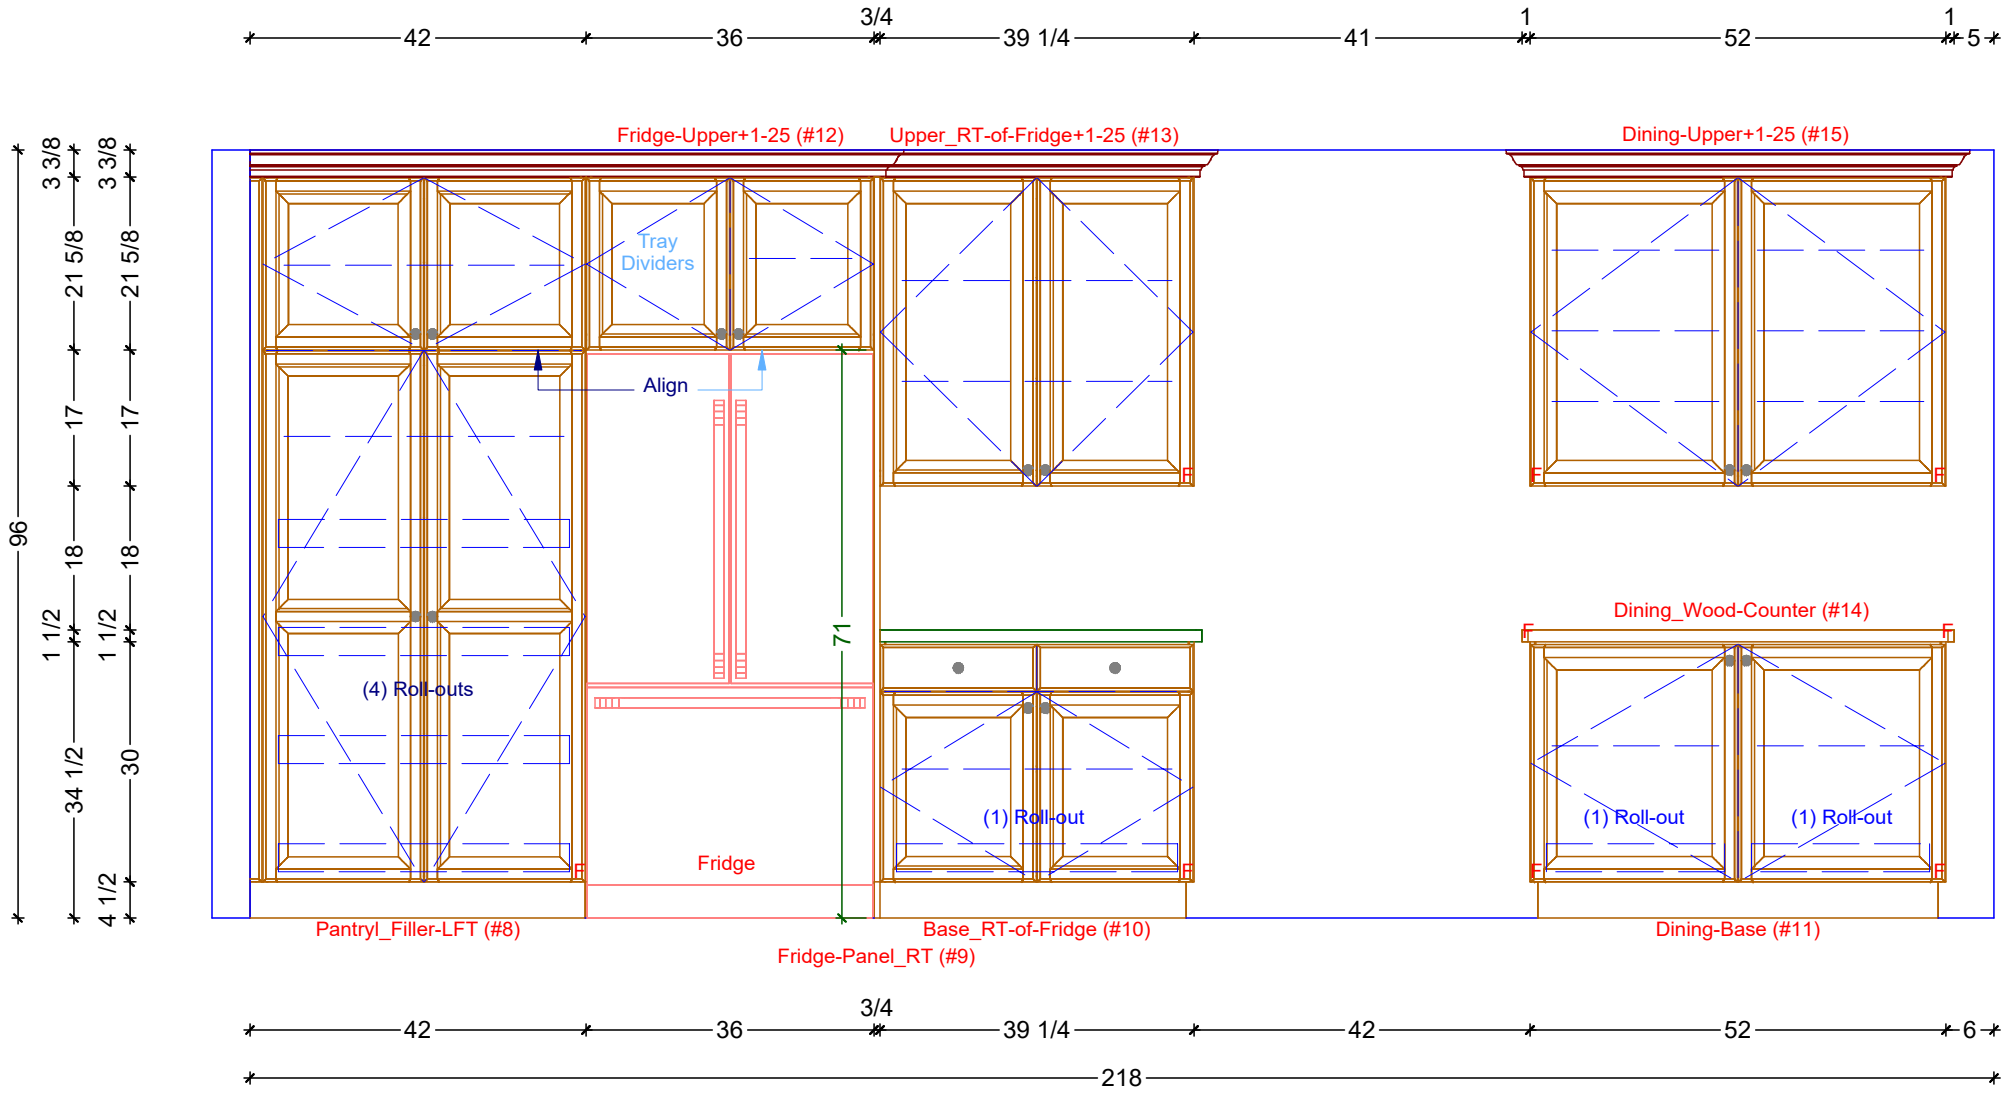 3/4
1
1
42
36
39 1/4
41
52
5
Fridge-Upper+1-25 (#12)
Upper_RT-of-Fridge+1-25 (#13)
Dining-Upper+1-25 (#15)
3 3/8
3 3/8
21 5/8
21 5/8
Tray
Dividers
Align
17
17
F
F
F
96
18
18
1 1/2
1 1/2
71
Dining_Wood-Counter (#14)
F
F
(4) Roll-outs
34 1/2
30
(1) Roll-out
(1) Roll-out
(1) Roll-out
Fridge
F
F
F
F
4 1/2
Pantryl_Filler-LFT (#8)
Base_RT-of-Fridge (#10)
Dining-Base (#11)
Fridge-Panel_RT (#9)
3/4
42
36
39 1/4
42
52
6
218